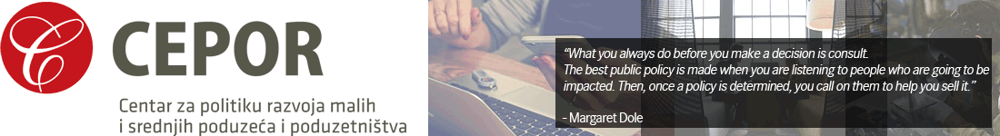 CEPOR
Centar za politiku razvoja malih
i srednjih poduzeća i poduzetništva
“What you always do before you make a decision is consult.
The best public policy is made when you are listening to people who are going to be
impacted. Then, once a policy is determined, you call on them to help you sell it.”
- Margaret Dole